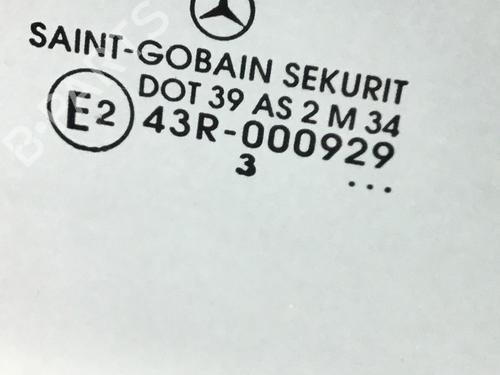 SAINT-GOBAIN SEKURIT
DOT 39 AS 2 M 34
E2 43R-000929
3
...